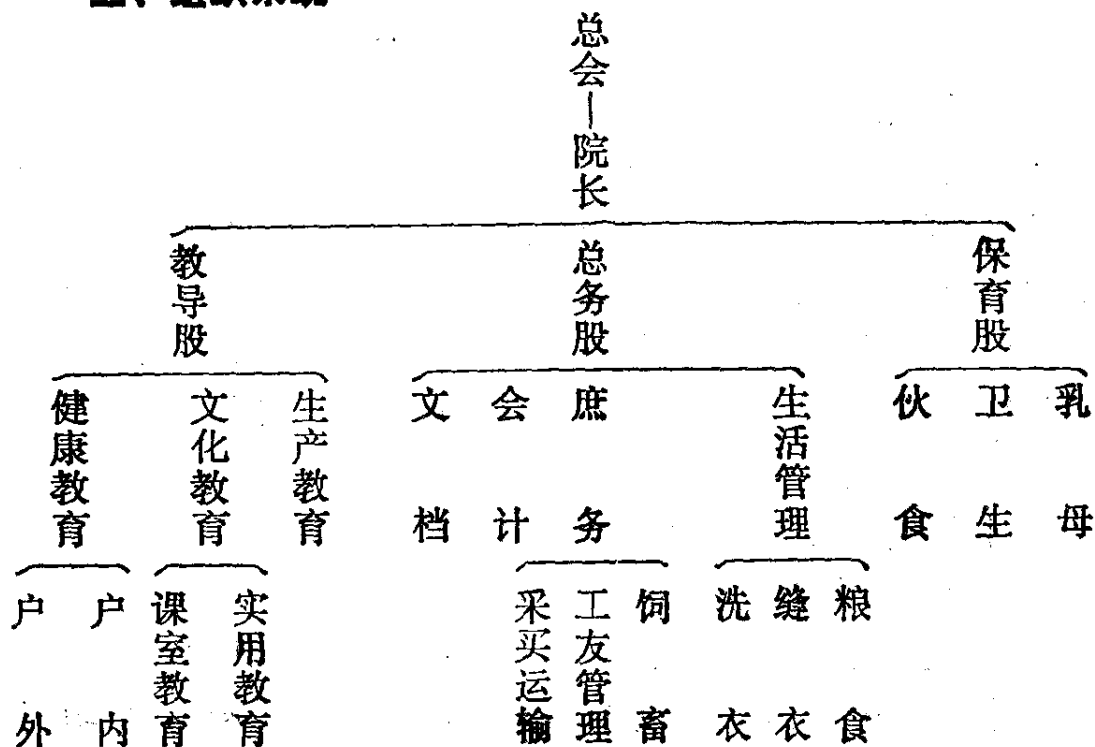 总会—院长
教导股
总务股
保育股
健康教育
文化教育
生产教育
文档
会计
庶务
生活管理
伙食
卫生
乳母
户外
户内
课室教育
实用教育
采买运输
工友管理
饲畜
洗衣
缝衣
粮食